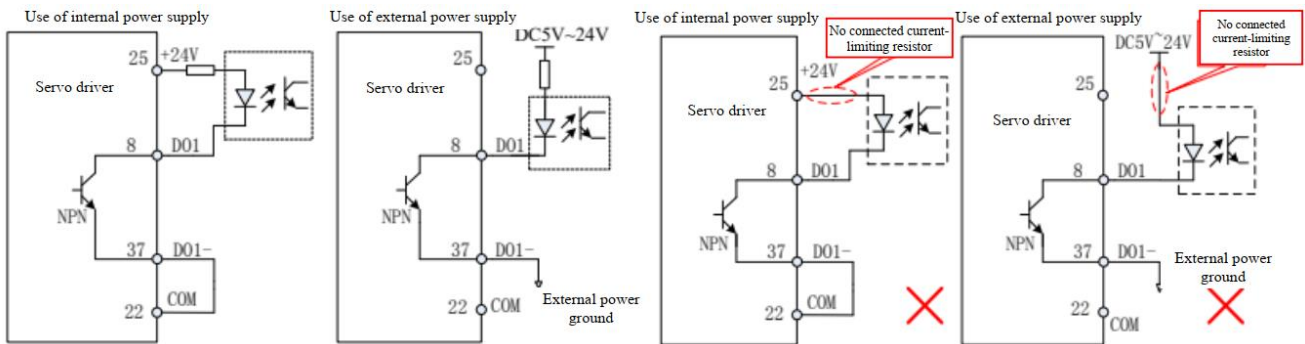 Use of internal power supply
25
+24V
Servo driver
8
DO1
NPN
37
DO1-
22
COM
Use of external power supply
DC5V~24V
25
Servo driver
8
DO1
NPN
37
DO1-
22
COM
External power
ground
Use of internal power supply
No connected current-
limiting resistor
+24V
25
Servo driver
8
DO1
NPN
37
DO1-
COM
22
Use of external power supply
No connected
current-limiting
resistor
DC5V~24V
25
Servo driver
8
DO1
NPN
37
DO1-
External power
ground
22
COM